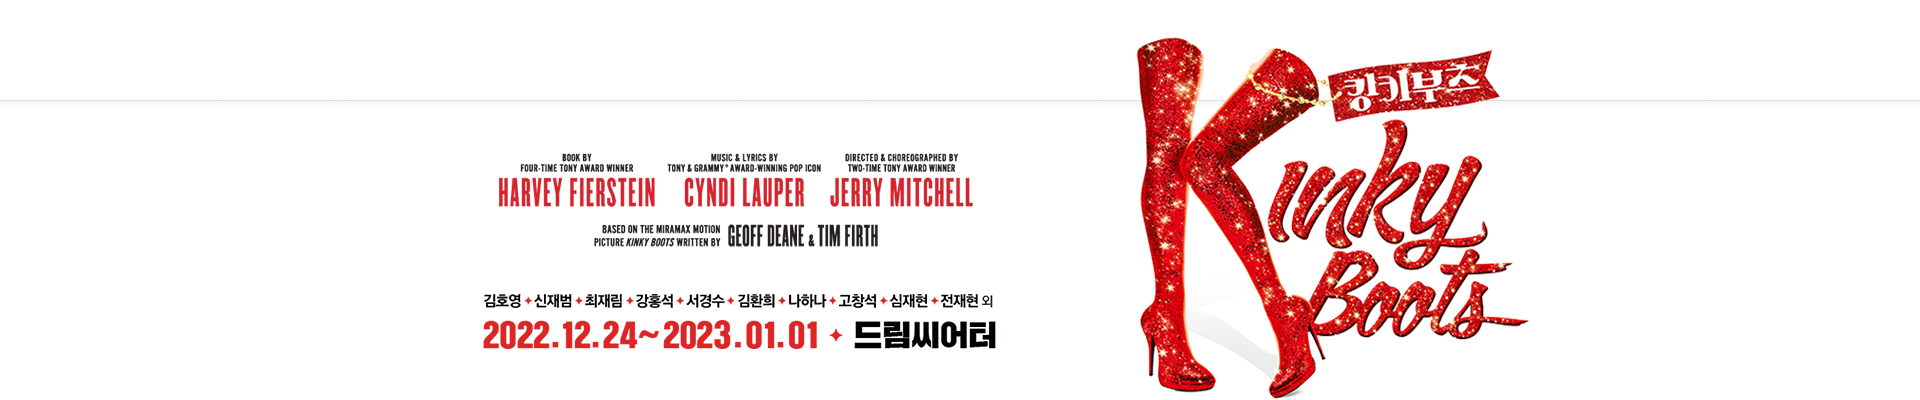 BOOK BY
FOUR-TIME TONY AWARD WINNER
HARVEY FIERSTEIN
MUSIC & LYRICS BY
TONY & GRAMMY® AWARD-WINNING POP ICON
CYNDI LAUPER
DIRECTED & CHOREOGRAPHED BY
TWO-TIME TONY AWARD WINNER
JERRY MITCHELL
BASED ON THE MIRAMAX MOTION
PICTURE KINKY BOOTS WRITTEN BY
GEOFF DEANE & TIM FIRTH
김호영✦신재범✦최재림✦강홍석✦서경수✦김환희✦나하나✦고창석✦심재현✦전재현 외
2022.12.24~2023.01.01 ✦ 드림씨어터
킹키부츠
Kinky
Boots